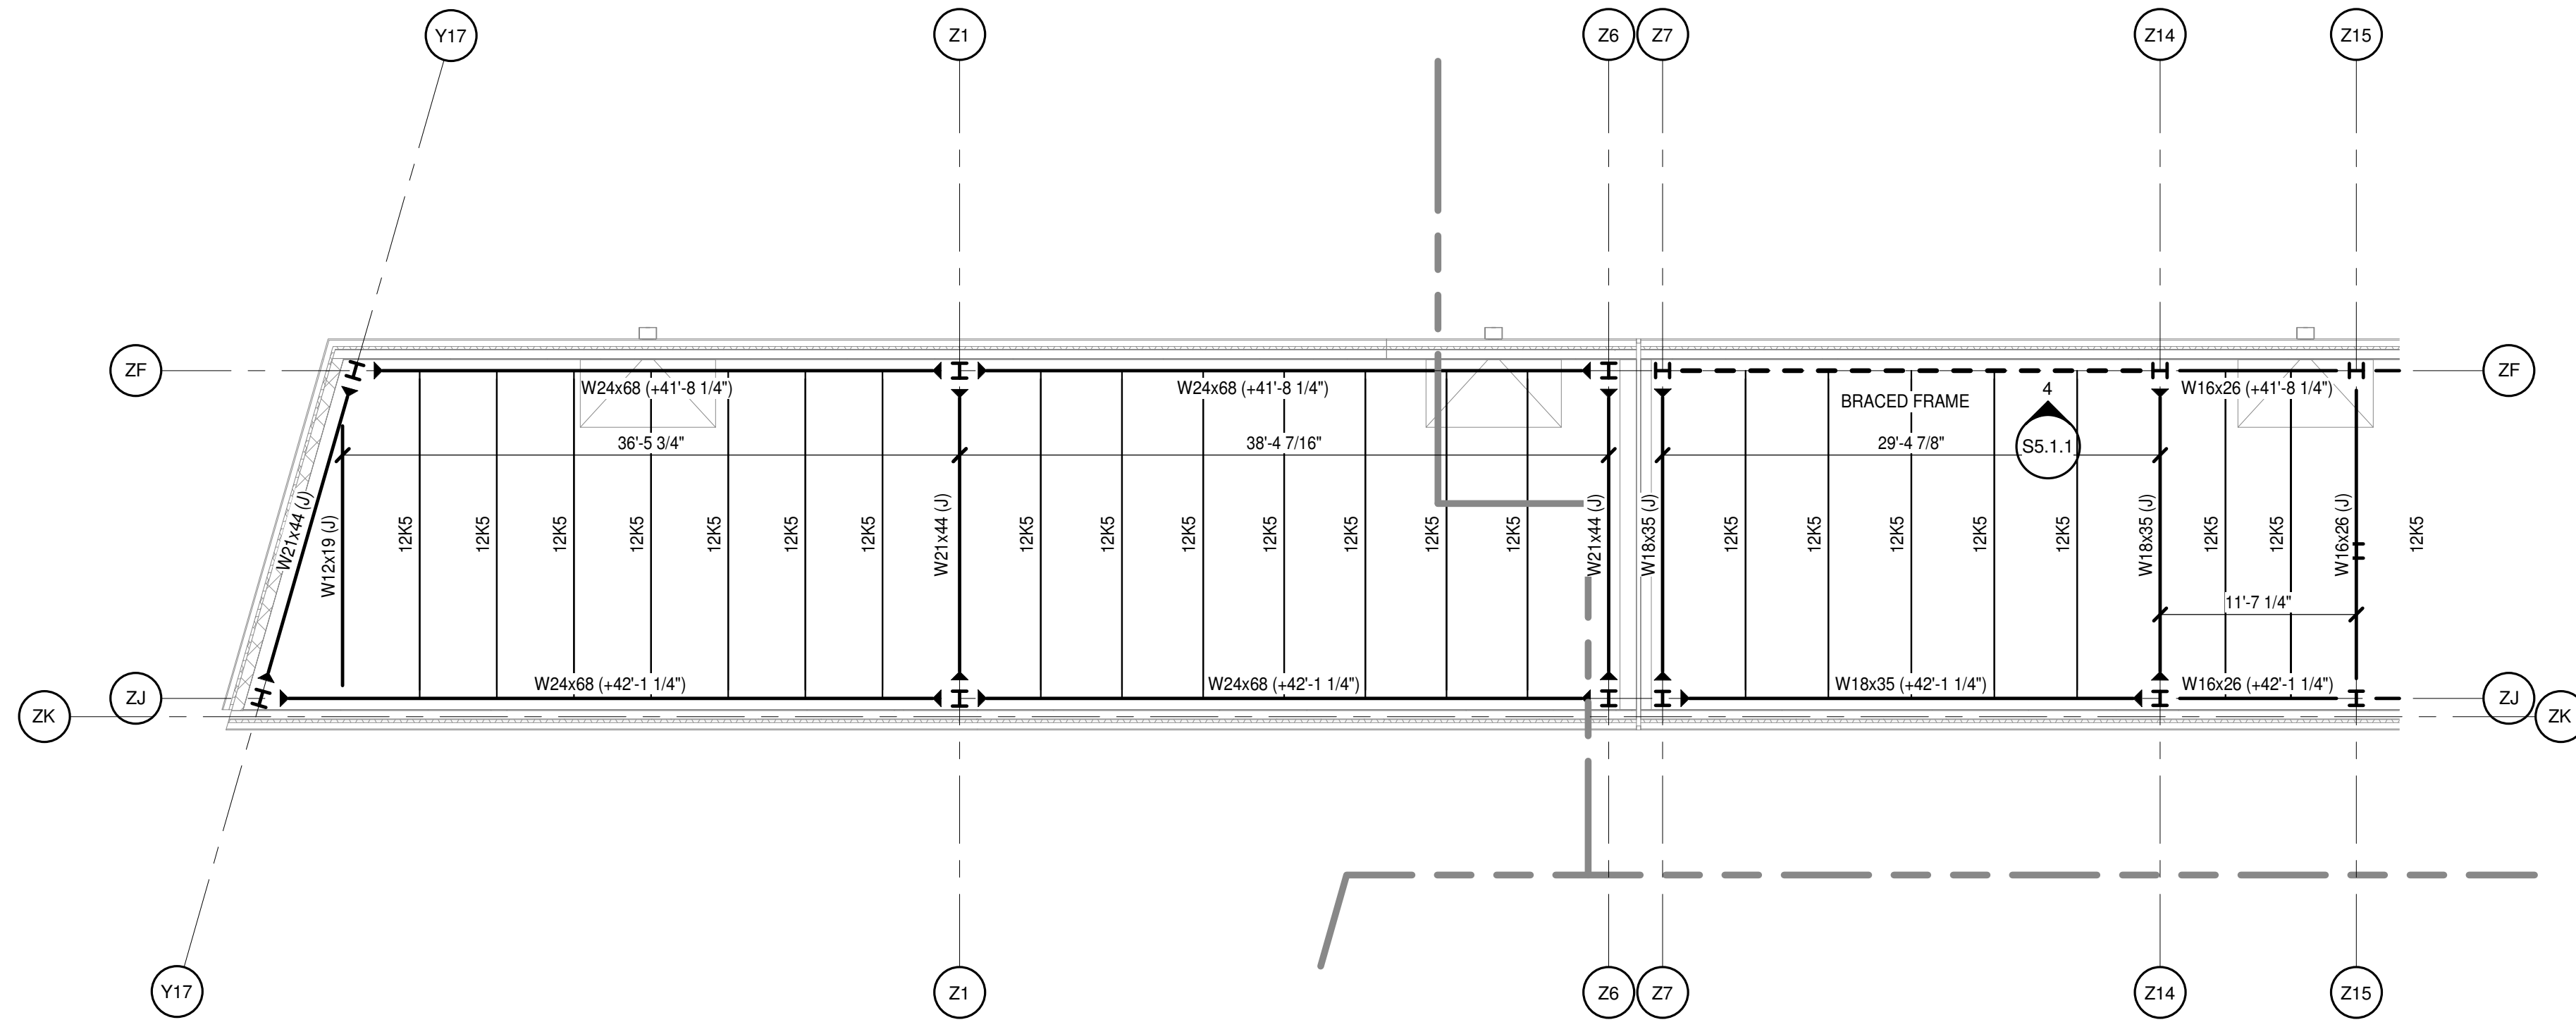 Y17
Z1
Z6
Z7
Z14
Z15
ZF
ZF
W24x68 (+41'-8 1/4")
W24x68 (+41'-8 1/4")
BRACED FRAME
4
S5.1.1
W16x26 (+41'-8 1/4")
36'-5 3/4"
38'-4 7/16"
29'-4 7/8"
W21x44 (J)
W12x19 (J)
12K5
12K5
12K5
12K5
12K5
12K5
12K5
W21x44 (J)
12K5
12K5
12K5
12K5
12K5
12K5
12K5
W21x44 (J)
W18x35 (J)
12K5
12K5
12K5
12K5
12K5
W18x35 (J)
12K5
12K5
W16x26 (J)
12K5
11'-7 1/4"
ZJ
W24x68 (+42'-1 1/4")
W24x68 (+42'-1 1/4")
W18x35 (+42'-1 1/4")
W16x26 (+42'-1 1/4")
ZJ
ZK
ZK
Y17
Z1
Z6
Z7
Z14
Z15